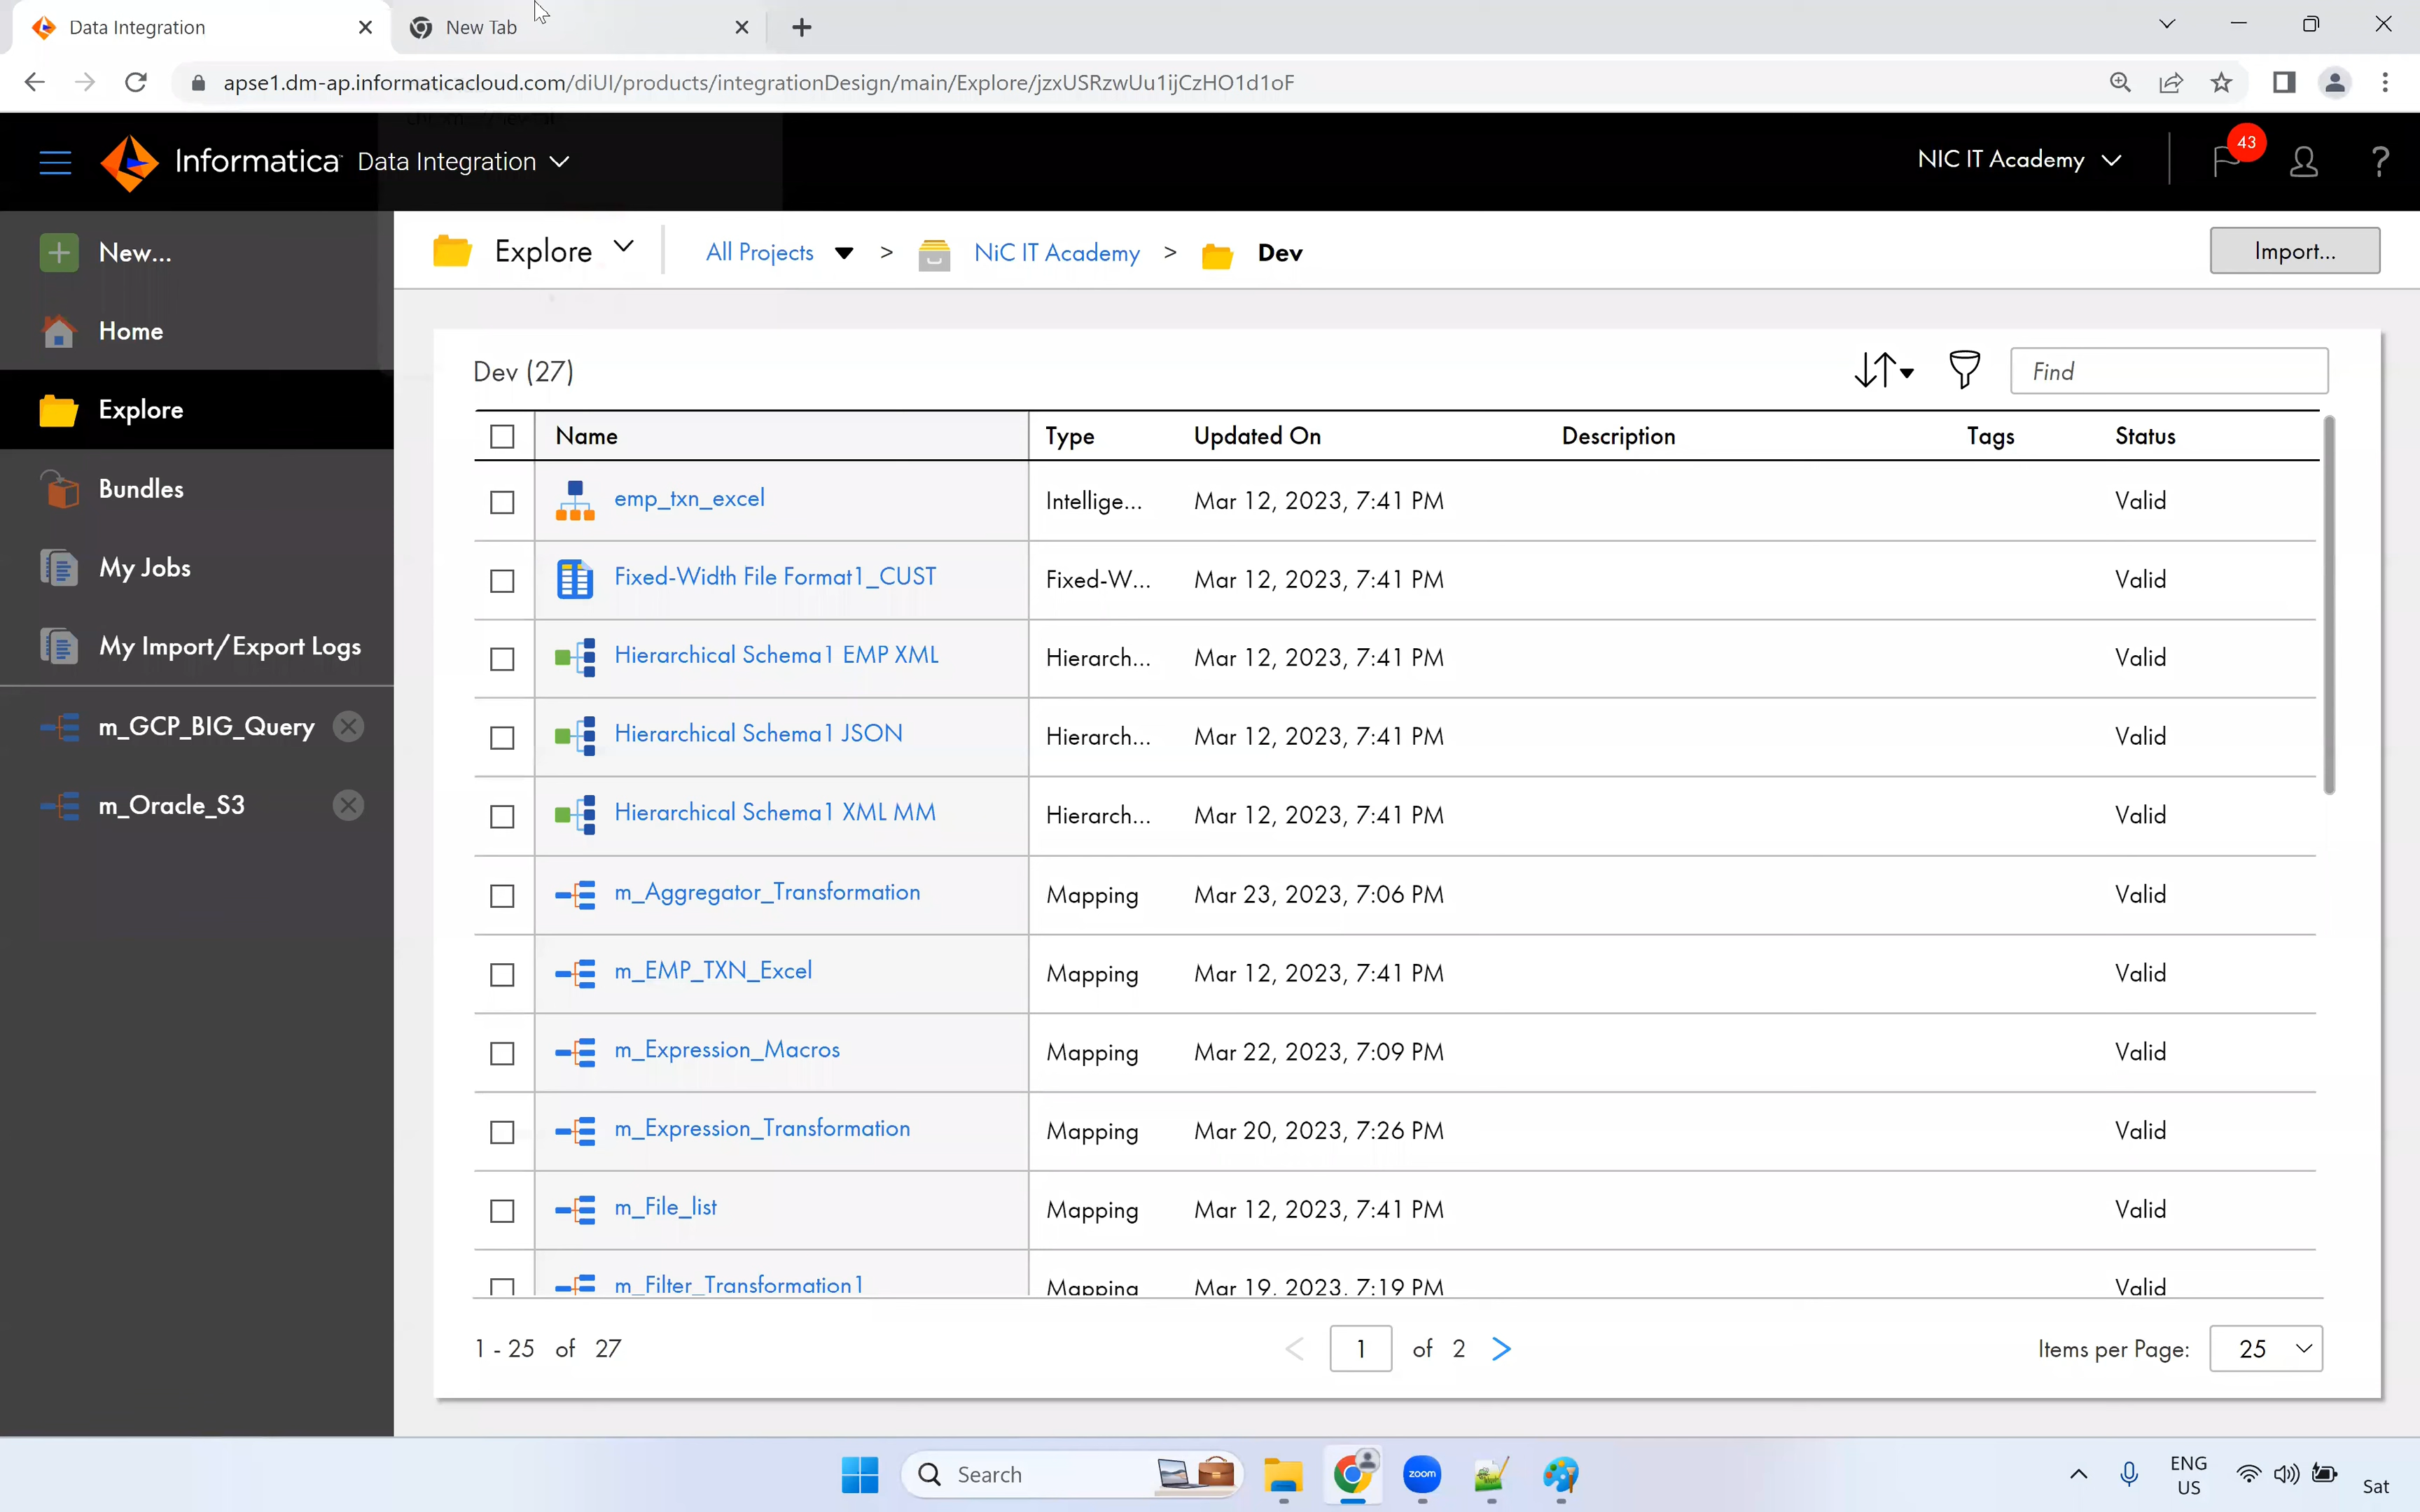 Data Integration
New Tab
apse1.dm-ap.informaticacloud.com/diUI/products/integrationDesign/main/Explore/jzxUSRzwUu1ijCzHO1d1oF
Informatica Data Integration
NIC IT Academy
43
?
New...
Home
Explore
Bundles
My Jobs
My Import/Export Logs
m_GCP_BIG_Query
m_Oracle_S3
Explore
All Projects > NiC IT Academy > Dev
Import...
Dev (27)
Find
Name Type Updated On Description Tags Status
emp_txn_excel Intellige... Mar 12, 2023, 7:41 PM Valid
Fixed-Width File Format1_CUST Fixed-W... Mar 12, 2023, 7:41 PM Valid
Hierarchical Schema1 EMP XML Hierarch... Mar 12, 2023, 7:41 PM Valid
Hierarchical Schema1 JSON Hierarch... Mar 12, 2023, 7:41 PM Valid
Hierarchical Schema1 XML MM Hierarch... Mar 12, 2023, 7:41 PM Valid
m_Aggregator_Transformation Mapping Mar 23, 2023, 7:06 PM Valid
m_EMP_TXN_Excel Mapping Mar 12, 2023, 7:41 PM Valid
m_Expression_Macros Mapping Mar 22, 2023, 7:09 PM Valid
m_Expression_Transformation Mapping Mar 20, 2023, 7:26 PM Valid
m_File_list Mapping Mar 12, 2023, 7:41 PM Valid
m_Filter_Transformation1 Mapping Mar 19, 2023, 7:19 PM Valid
1 - 25 of 27
< 1 of 2 >
Items per Page: 25
Search
zoom
ENG
US
Sat